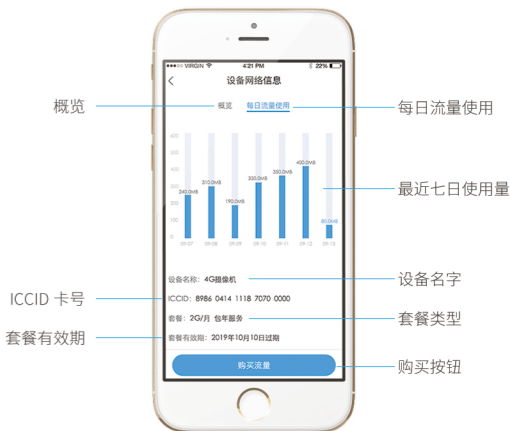 VIRGIN 4:21 PM 22%
设备网络信息
概览 每日流量使用
概览
每日流量使用
600
500
400
300
200
100
0
240.0MB
310.0MB
190.0MB
330.0MB
350.0MB
400.0MB
80.0MB
09-07 09-08 09-09 09-10 09-11 09-12 09-13
最近七日使用量
设备名称: 4G摄像机
设备名字
ICCID: 8986 0414 1118 7070 0000
ICCID 卡号
套餐: 2G/月 包年服务
套餐类型
套餐有效期: 2019年10月10日过期
套餐有效期
购买流量
购买按钮